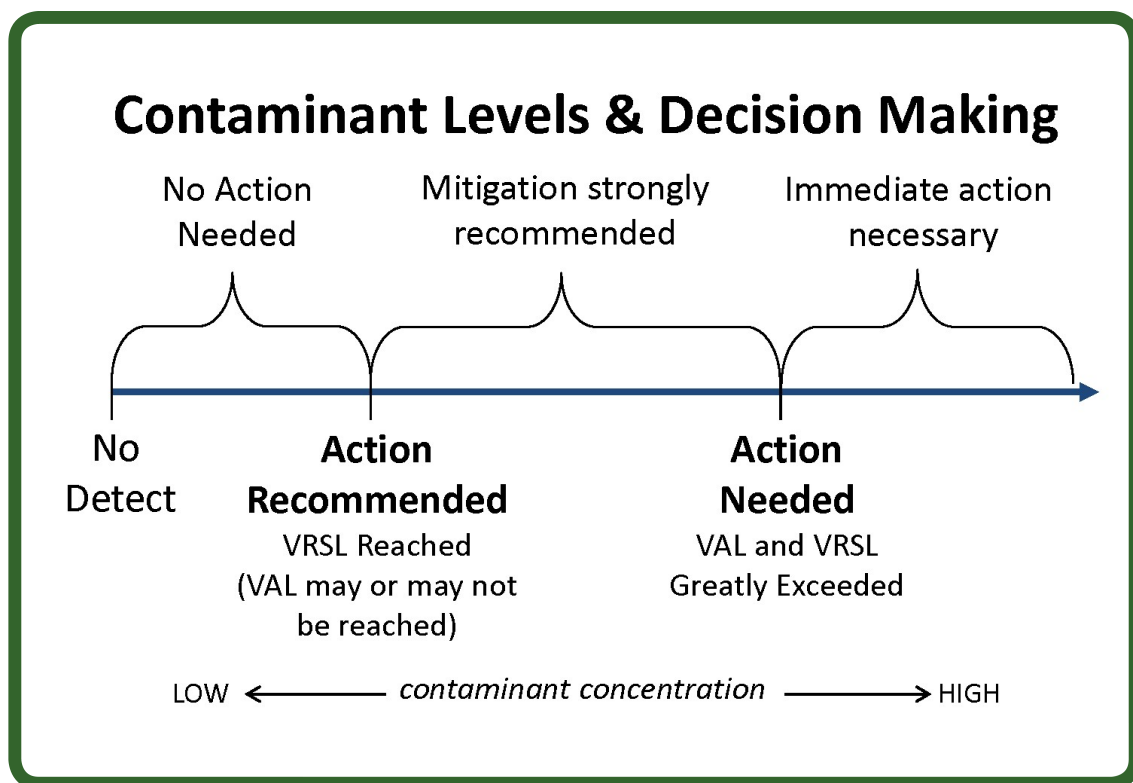 Contaminant Levels & Decision Making
No Action
Needed
Mitigation strongly
recommended
Immediate action
necessary
No
Detect
Action
Recommended
VRSL Reached
(VAL may or may not
be reached)
Action
Needed
VAL and VRSL
Greatly Exceeded
LOW contaminant concentration HIGH